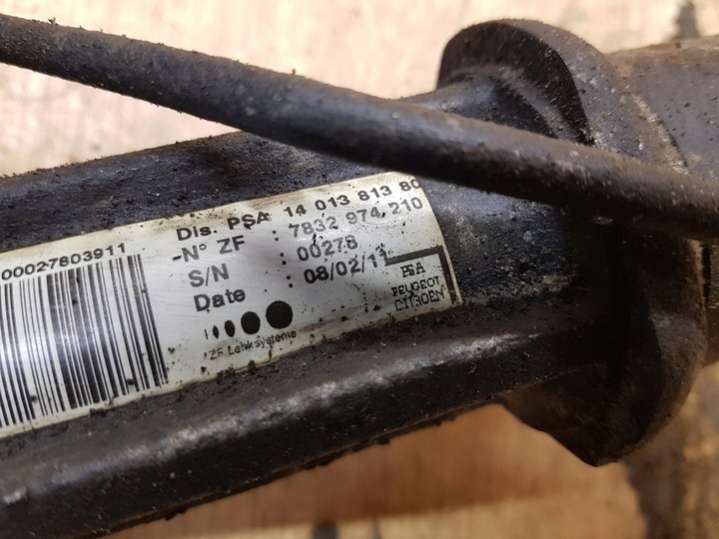 00027803911
Dis. PSA 14 013 813 80
-N° ZF : 7832 974.210
S/N : 00278
Date : 08/02/11
PSA
PEUGEOT
CITROEN
ZF Lenksysteme